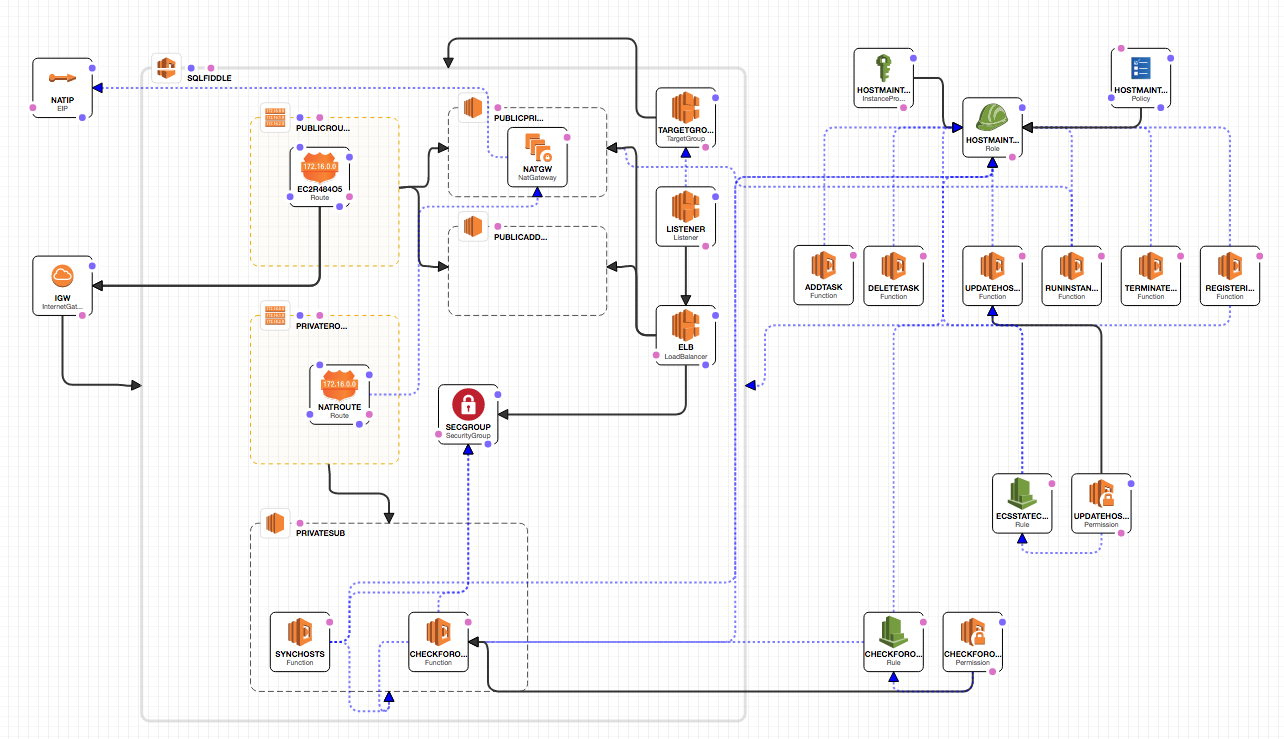 SQLFIDDLE
NATIP
EIP
PUBLICROU...
172.16.0.0
EC2R484O5
Route
PUBLICPRI...
NATGW
NatGateway
PUBLICADD...
TARGETGRO...
TargetGroup
LISTENER
Listener
ELB
LoadBalancer
IGW
InternetGat...
PRIVATERO...
172.16.0.0
NATROUTE
Route
SECGROUP
SecurityGroup
PRIVATESUB
SYNCHOSTS
Function
CHECKFORO...
Function
HOSTMAINT...
InstancePro...
HOSTMAINT...
Role
HOSTMAINT...
Policy
ADDTASK
Function
DELETETASK
Function
UPDATEHOS...
Function
RUNINSTAN...
Function
TERMINATE...
Function
REGISTERI...
Function
ECSSTATEC...
Rule
UPDATEHOS...
Permission
CHECKFORO...
Rule
CHECKFORO...
Permission